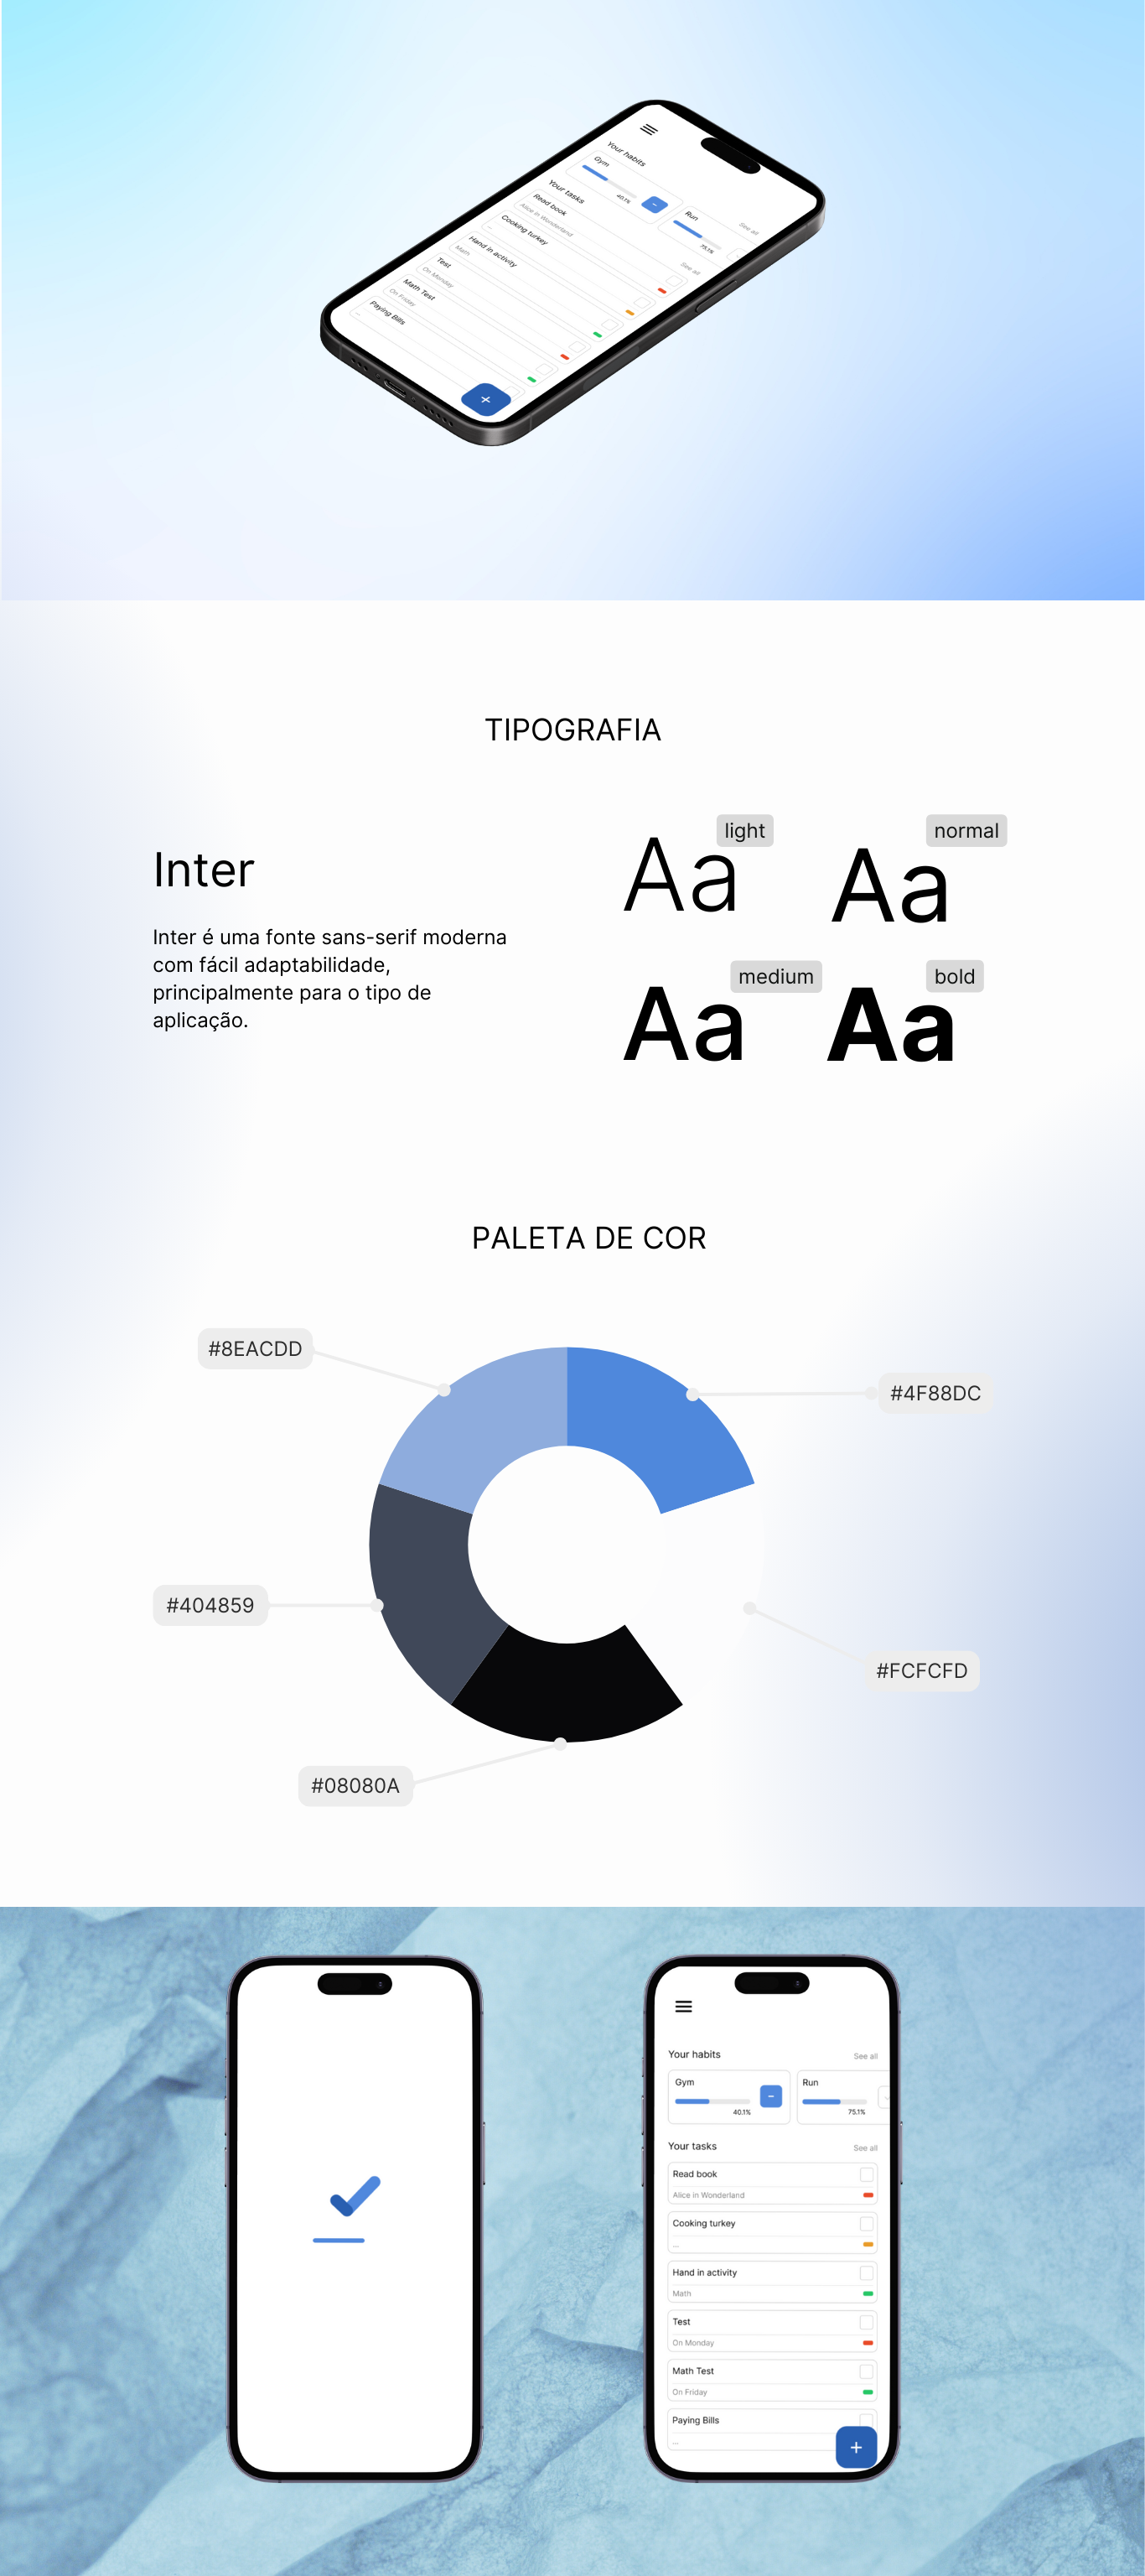 Your habits
Gym
40.1%
Run
See all
75.1%
Your tasks
See all
Read book
Alice in Wonderland
Cooking turkey
...
Hand in activity
Math
Test
On Monday
Math Test
On Friday
Paying Bills
...
TIPOGRAFIA
Inter
Inter é uma fonte sans-serif moderna
com fácil adaptabilidade,
principalmente para o tipo de
aplicação.
Aa light
Aa normal
Aa medium
Aa bold
PALETA DE COR
#8EACDD
#4F88DC
#404859
#FCFCFD
#08080A
Your habits See all
Gym
40.1%
Run
75.1%
Your tasks See all
Read book
Alice in Wonderland
Cooking turkey
...
Hand in activity
Math
Test
On Monday
Math Test
On Friday
Paying Bills
...